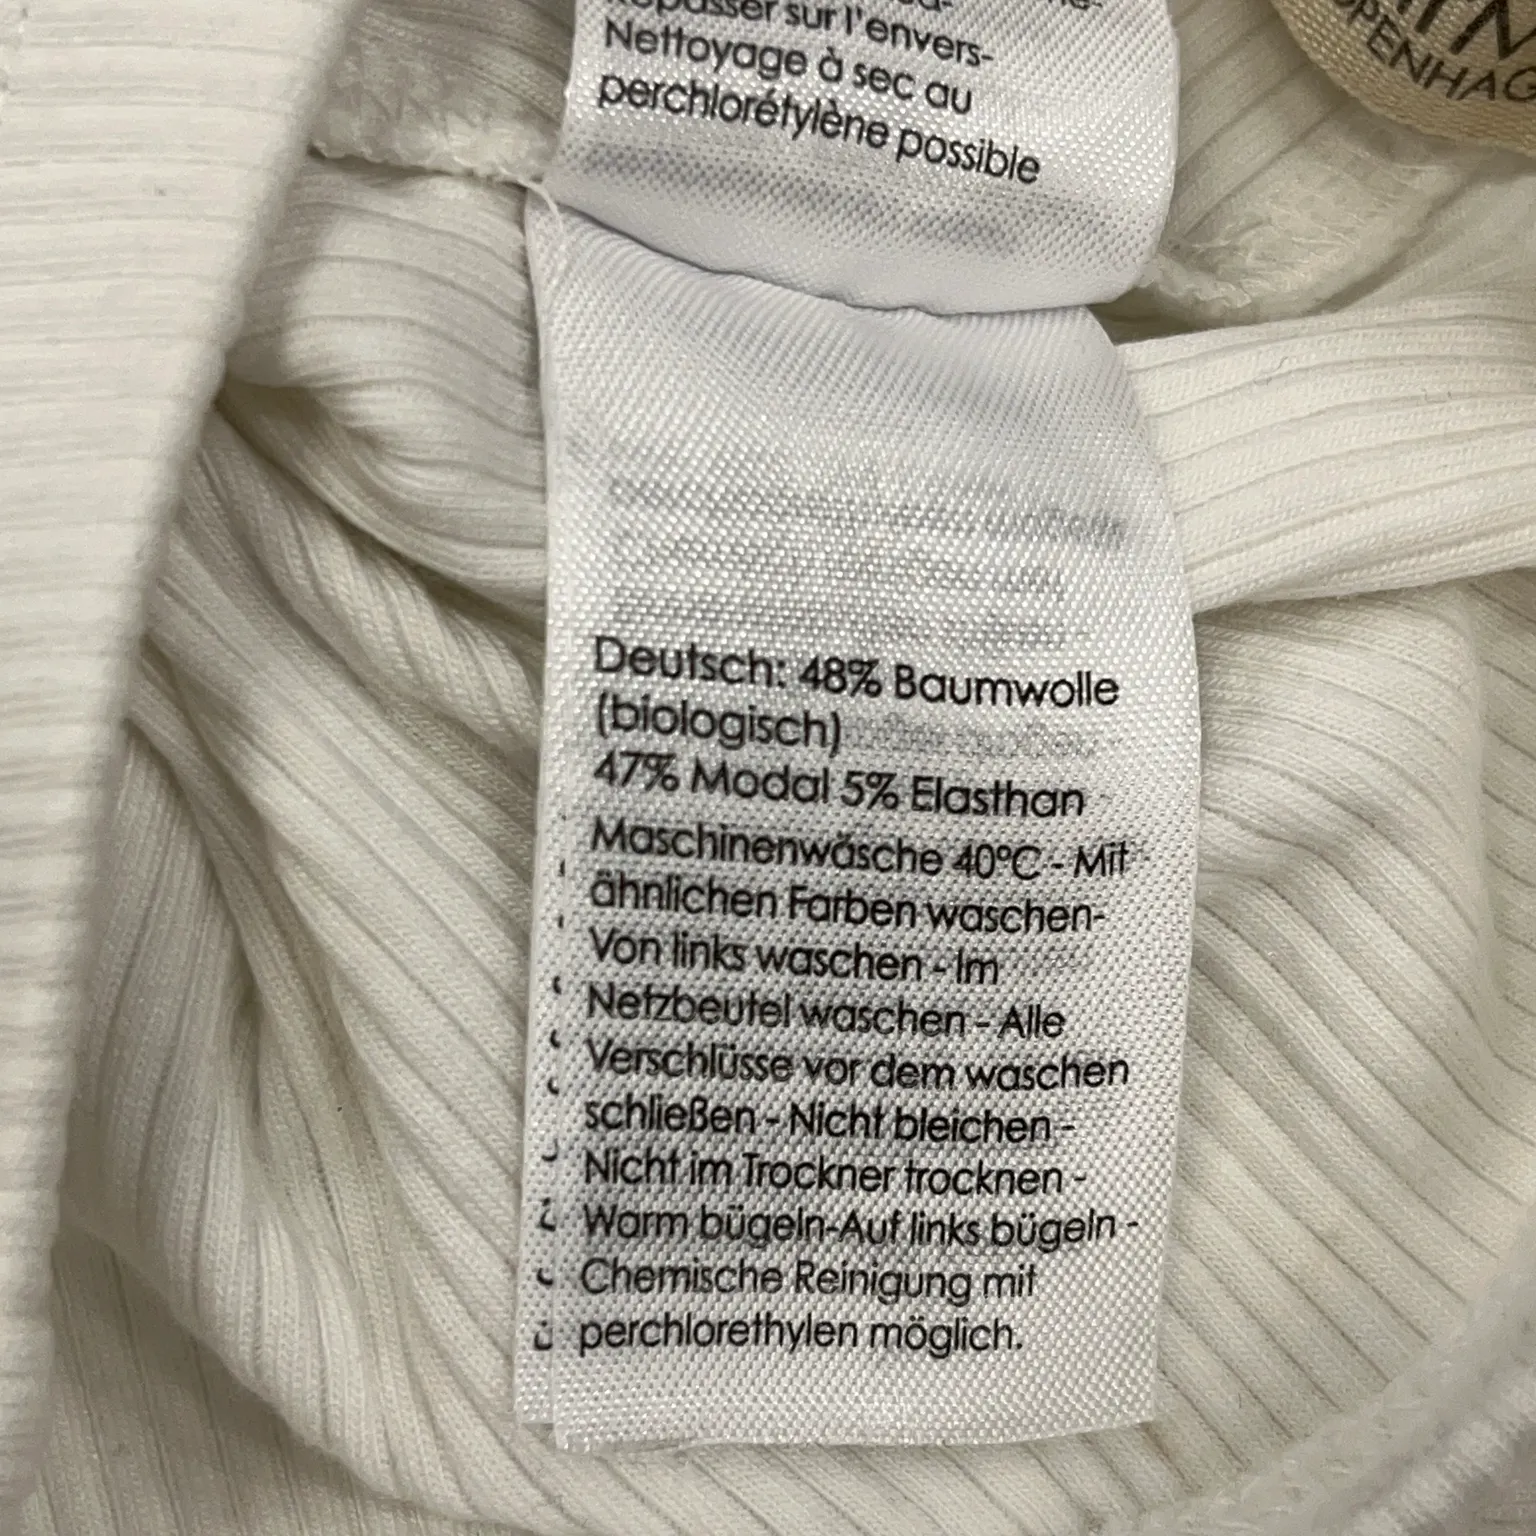 sur l'envers-
Nettoyage à sec au
perchlorétylène possible
Deutsch: 48% Baumwolle
(biologisch)
47% Modal 5% Elasthan
Maschinenwäsche 40°C - Mit
ähnlichen Farben waschen-
Von links waschen - Im
Netzbeutel waschen - Alle
Verschlüsse vor dem waschen
schließen - Nicht bleichen -
Nicht im Trockner trocknen -
Warm bügeln-Auf links bügeln -
Chemische Reinigung mit
perchlorethylen möglich.